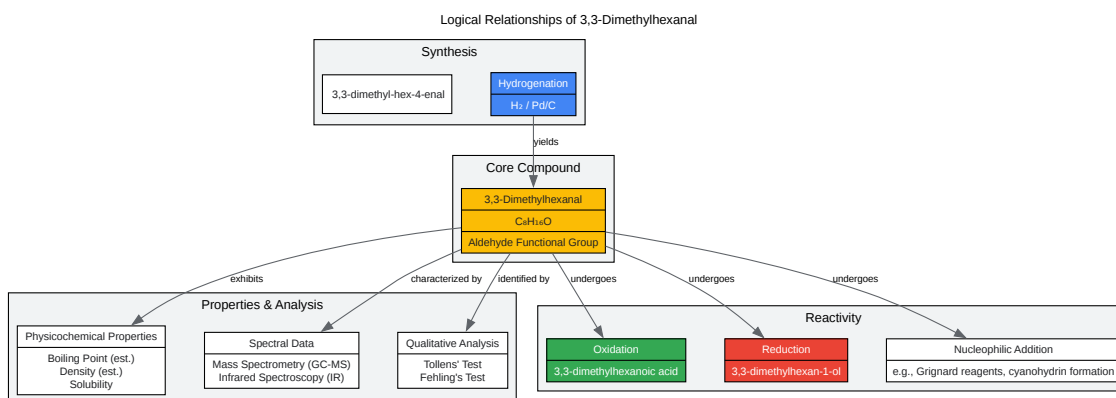 Logical Relationships of 3,3-Dimethylhexanal
Synthesis
3,3-dimethyl-hex-4-enal
Hydrogenation
H₂ / Pd/C
yields
Core Compound
3,3-Dimethylhexanal
C₈H₁₆O
Aldehyde Functional Group
exhibits
characterized by
identified by
undergoes
undergoes
undergoes
Properties & Analysis
Physicochemical Properties
Boiling Point (est.)
Density (est.)
Solubility
Spectral Data
Mass Spectrometry (GC-MS)
Infrared Spectroscopy (IR)
Qualitative Analysis
Tollens' Test
Fehling's Test
Reactivity
Oxidation
3,3-dimethylhexanoic acid
Reduction
3,3-dimethylhexan-1-ol
Nucleophilic Addition
e.g., Grignard reagents, cyanohydrin formation